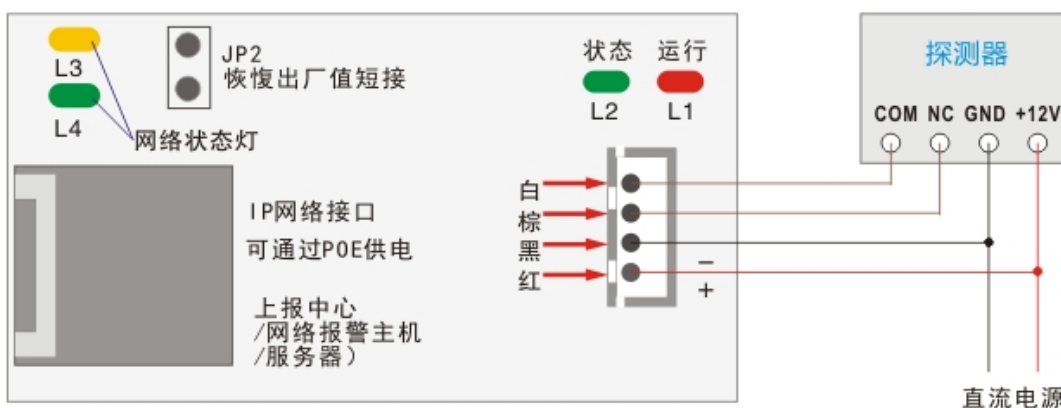 L3
L4
网络状态灯
JP2
恢复出厂值短接
状态 运行
L2 L1
IP网络接口
可通过POE供电
上报中心
/网络报警主机
/服务器）
白
棕
黑
红
－
+
探测器
COM NC GND +12V
直流电源